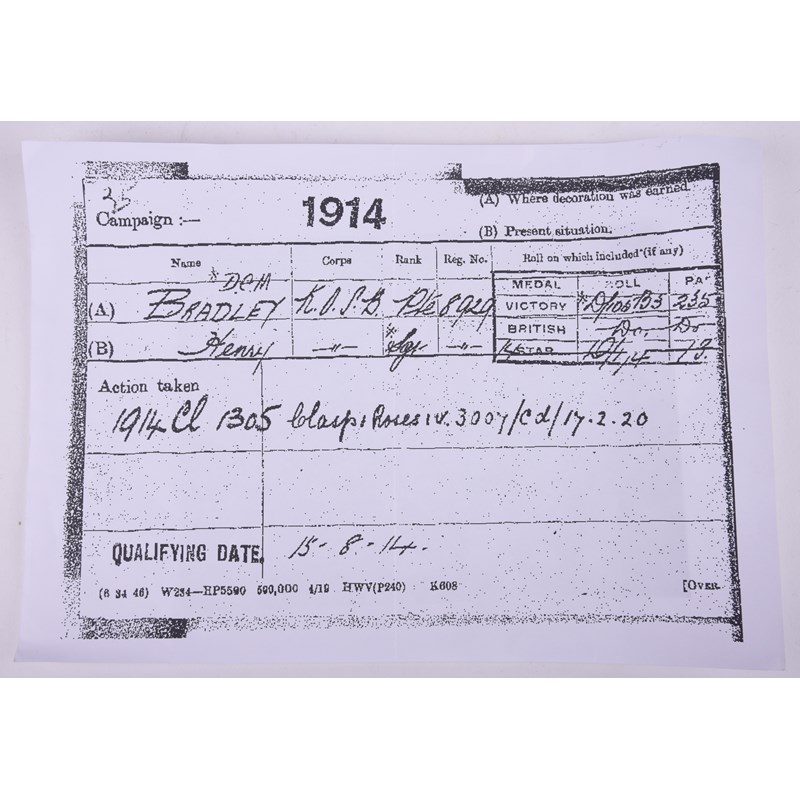 35
Campaign :— 1914 (A) Where decoration was earned.
(B) Present situation.
Name Corps Rank Reg. No. Roll on which included (if any)
* DCM
MEDAL ROLL PA
(A) BRADLEY K.O.S.B. Pte 8929 VICTORY 235
BRITISH Do. Do
(B) Henry —"— * Sgt —"— STAR 13.
Action taken
1914 Cl 1305 Clasp & Roses IV. 3007/Cd/17.2.20
QUALIFYING DATE. 15-8-14.
(6 34 46) W234—HP5590 500,000 4/19 HWV(P240) K608 [OVER.